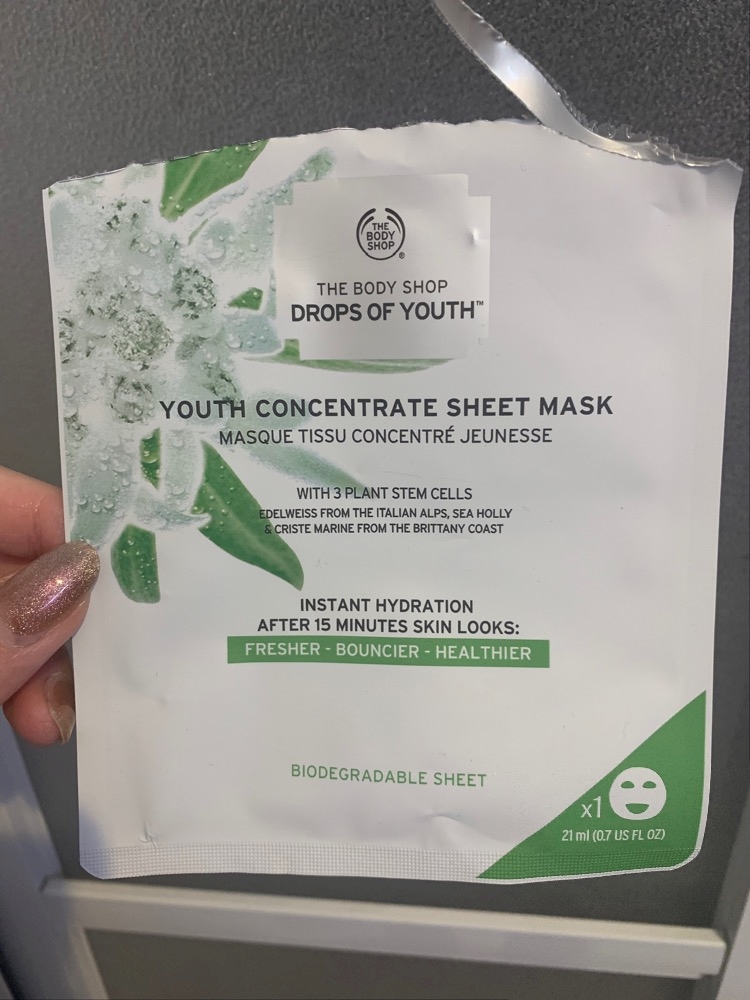 THE
BODY
SHOP
®
THE BODY SHOP
DROPS OF YOUTH™
YOUTH CONCENTRATE SHEET MASK
MASQUE TISSU CONCENTRÉ JEUNESSE
WITH 3 PLANT STEM CELLS
EDELWEISS FROM THE ITALIAN ALPS, SEA HOLLY
& CRISTE MARINE FROM THE BRITTANY COAST
INSTANT HYDRATION
AFTER 15 MINUTES SKIN LOOKS:
FRESHER - BOUNCIER - HEALTHIER
BIODEGRADABLE SHEET
x1
21 ml (0.7 US FL OZ)